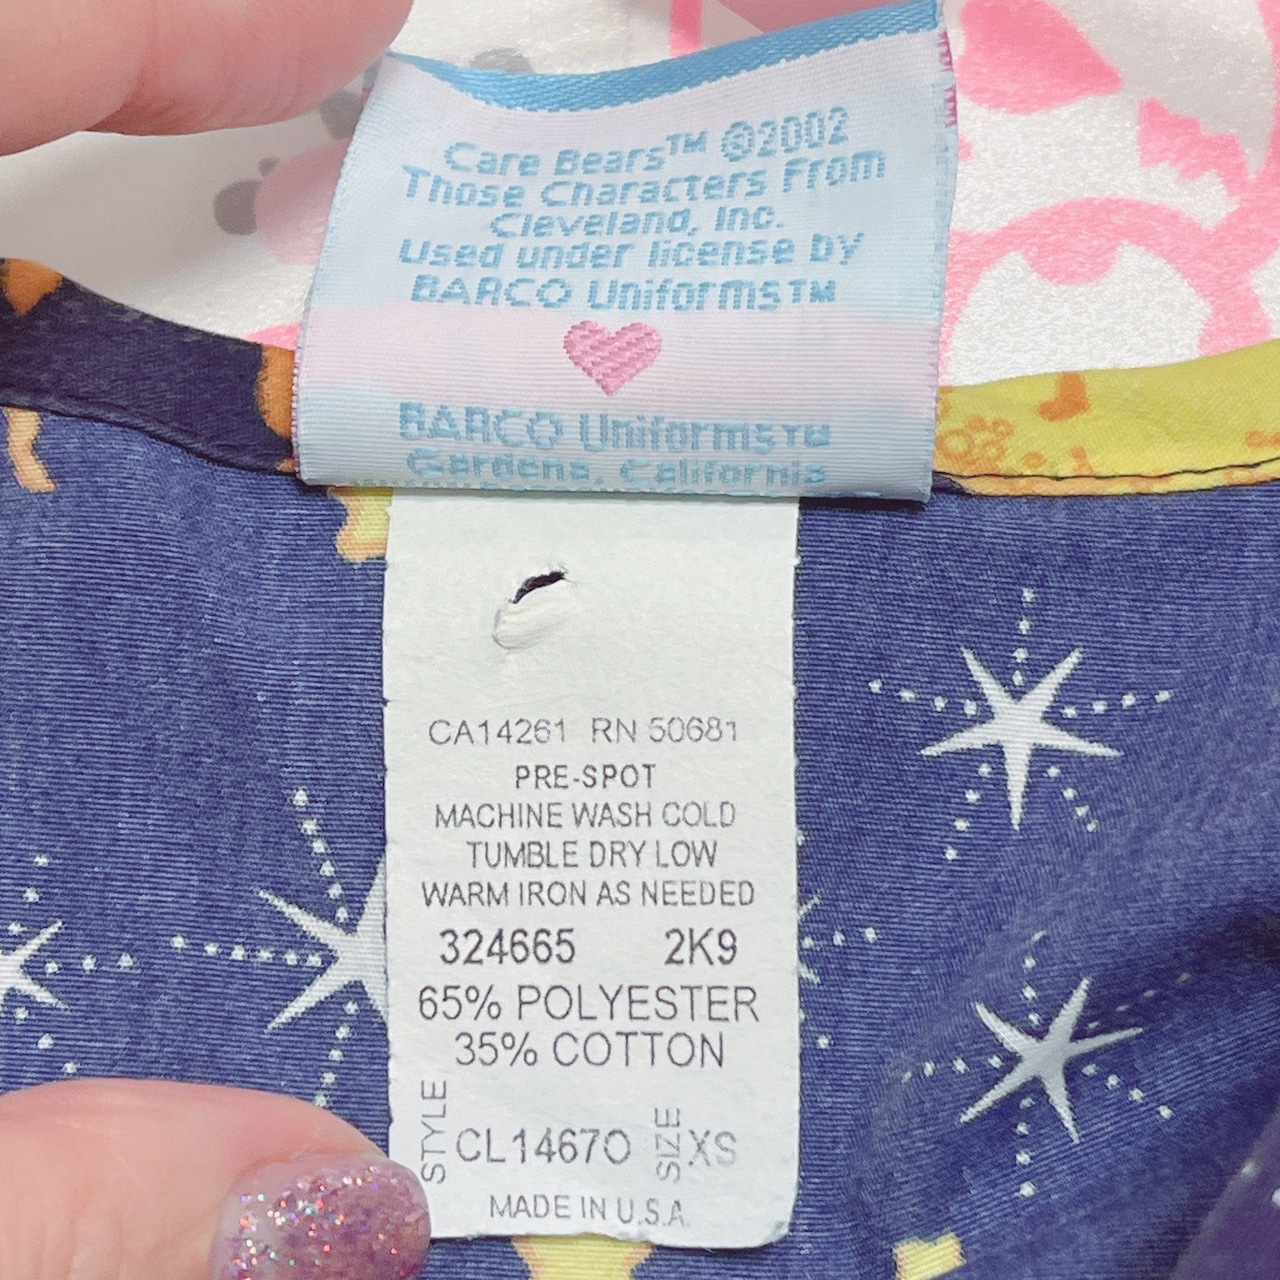 Care Bears™ ©2002
Those Characters From
Cleveland, Inc.
Used under license by
BARCO Uniforms™
BARCO Uniforms™
Gardena, California
CA14261 RN 50681
PRE-SPOT
MACHINE WASH COLD
TUMBLE DRY LOW
WARM IRON AS NEEDED
324665 2K9
65% POLYESTER
35% COTTON
STYLE CL14670 SIZE XS
MADE IN U.S.A.